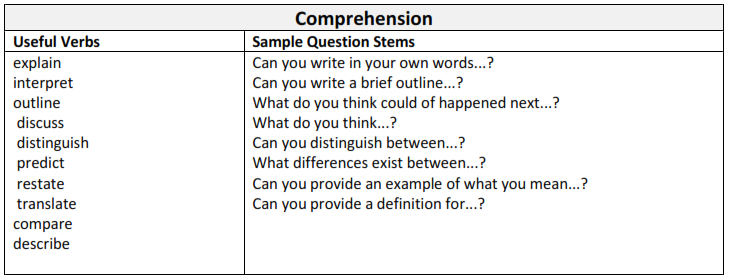 Comprehension
Useful Verbs
Sample Question Stems
explain
Can you write in your own words...?
interpret
Can you write a brief outline...?
outline
What do you think could of happened next...?
discuss
What do you think...?
distinguish
Can you distinguish between...?
predict
What differences exist between...?
restate
Can you provide an example of what you mean...?
translate
Can you provide a definition for...?
compare
describe